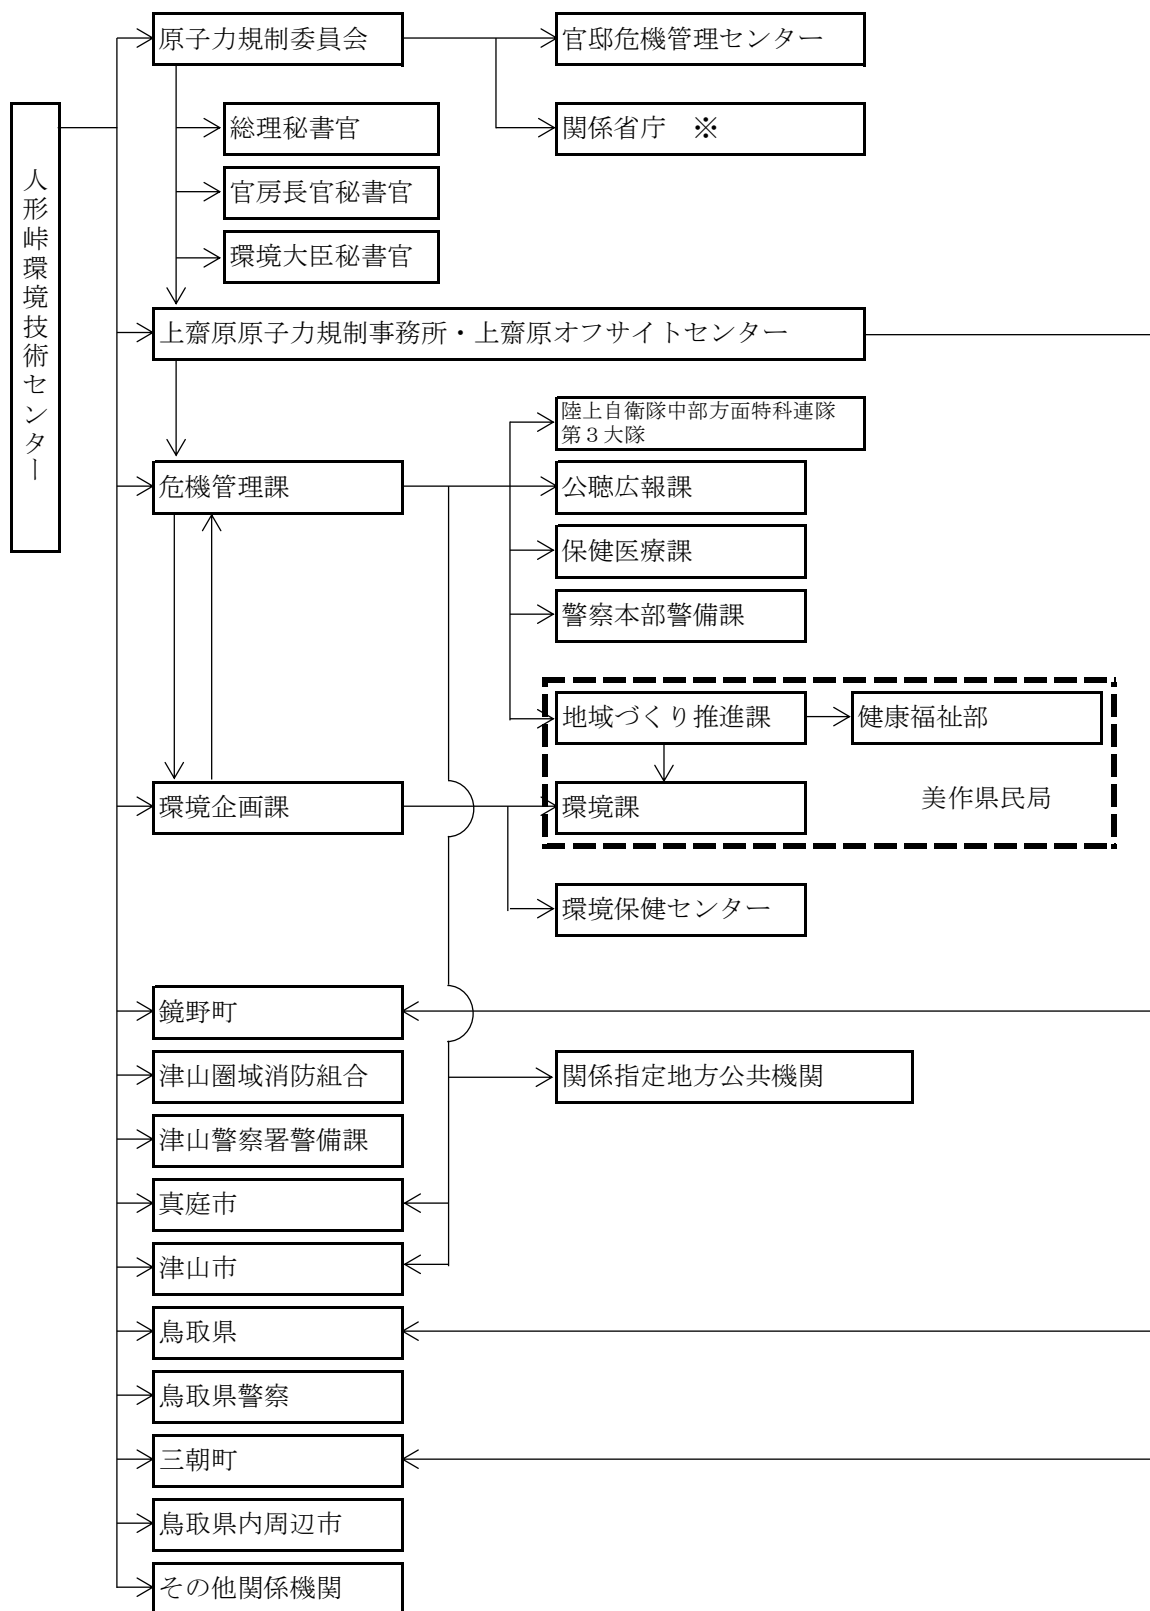 原子力規制委員会
官邸危機管理センター
総理秘書官
関係省庁　※
人形峠環境技術センター
官房長官秘書官
環境大臣秘書官
上齋原原子力規制事務所・上齋原オフサイトセンター
陸上自衛隊中部方面特科連隊
第３大隊
危機管理課
公聴広報課
保健医療課
警察本部警備課
地域づくり推進課
健康福祉部
環境企画課
環境課
美作県民局
環境保健センター
鏡野町
津山圏域消防組合
関係指定地方公共機関
津山警察署警備課
真庭市
津山市
鳥取県
鳥取県警察
三朝町
鳥取県内周辺市
その他関係機関